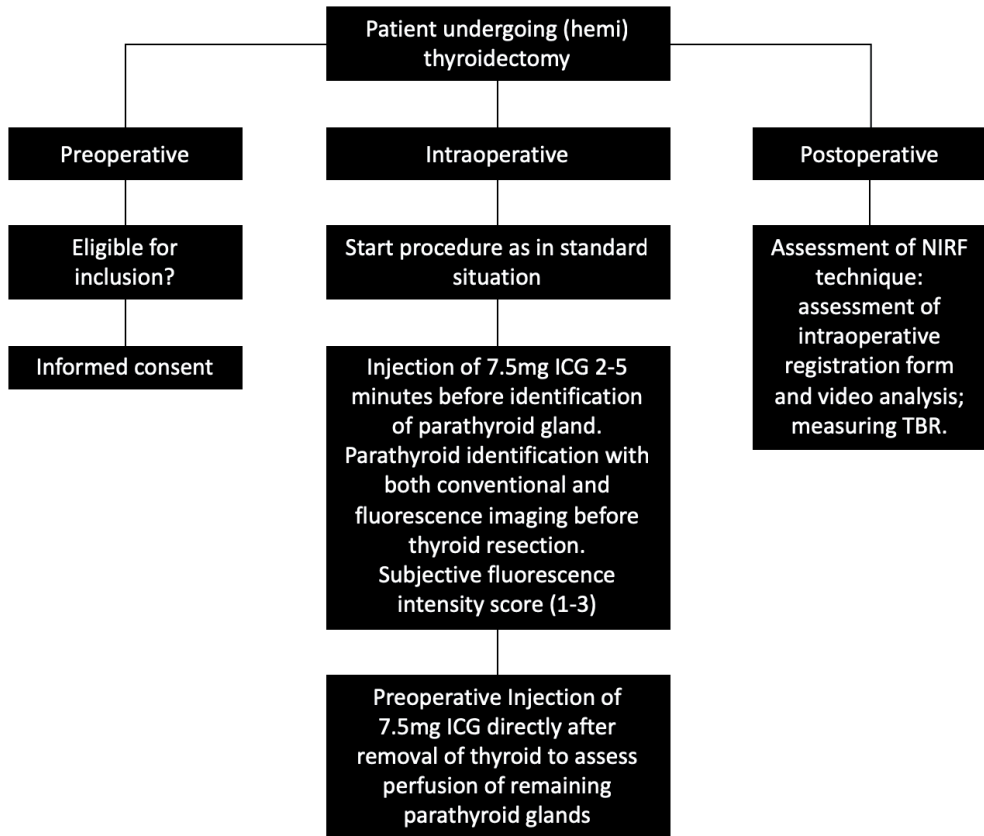 Patient undergoing (hemi)
thyroidectomy
Preoperative
Intraoperative
Postoperative
Eligible for
inclusion?
Informed consent
Start procedure as in standard
situation
Injection of 7.5mg ICG 2-5
minutes before identification
of parathyroid gland.
Parathyroid identification with
both conventional and
fluorescence imaging before
thyroid resection.
Subjective fluorescence
intensity score (1-3)
Preoperative Injection of
7.5mg ICG directly after
removal of thyroid to assess
perfusion of remaining
parathyroid glands
Assessment of NIRF
technique:
assessment of
intraoperative
registration form
and video analysis;
measuring TBR.